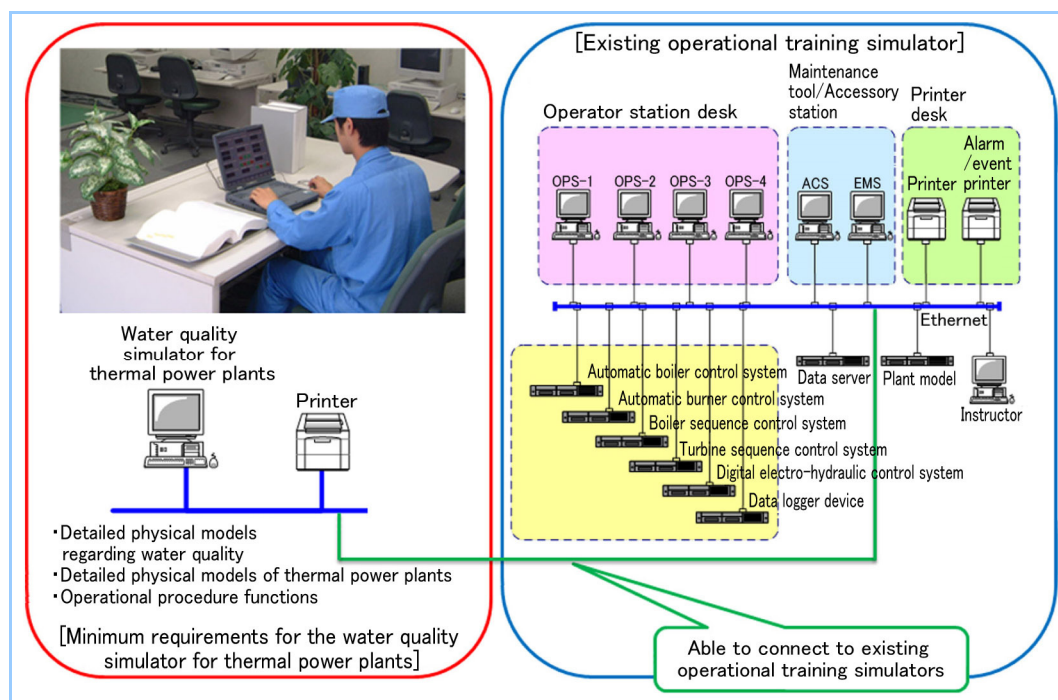 Water quality
simulator for
thermal power plants
Printer
・Detailed physical models
regarding water quality
・Detailed physical models of thermal power plants
・Operational procedure functions
[Minimum requirements for the water quality
simulator for thermal power plants]
[Existing operational training simulator]
Operator station desk
OPS-1
OPS-2
OPS-3
OPS-4
Maintenance
tool/Accessory
station
ACS
EMS
Printer
desk
Printer
Alarm
/event
printer
Ethernet
Automatic boiler control system
Automatic burner control system
Boiler sequence control system
Turbine sequence control system
Digital electro-hydraulic control system
Data logger device
Data server
Plant model
Instructor
Able to connect to existing
operational training simulators